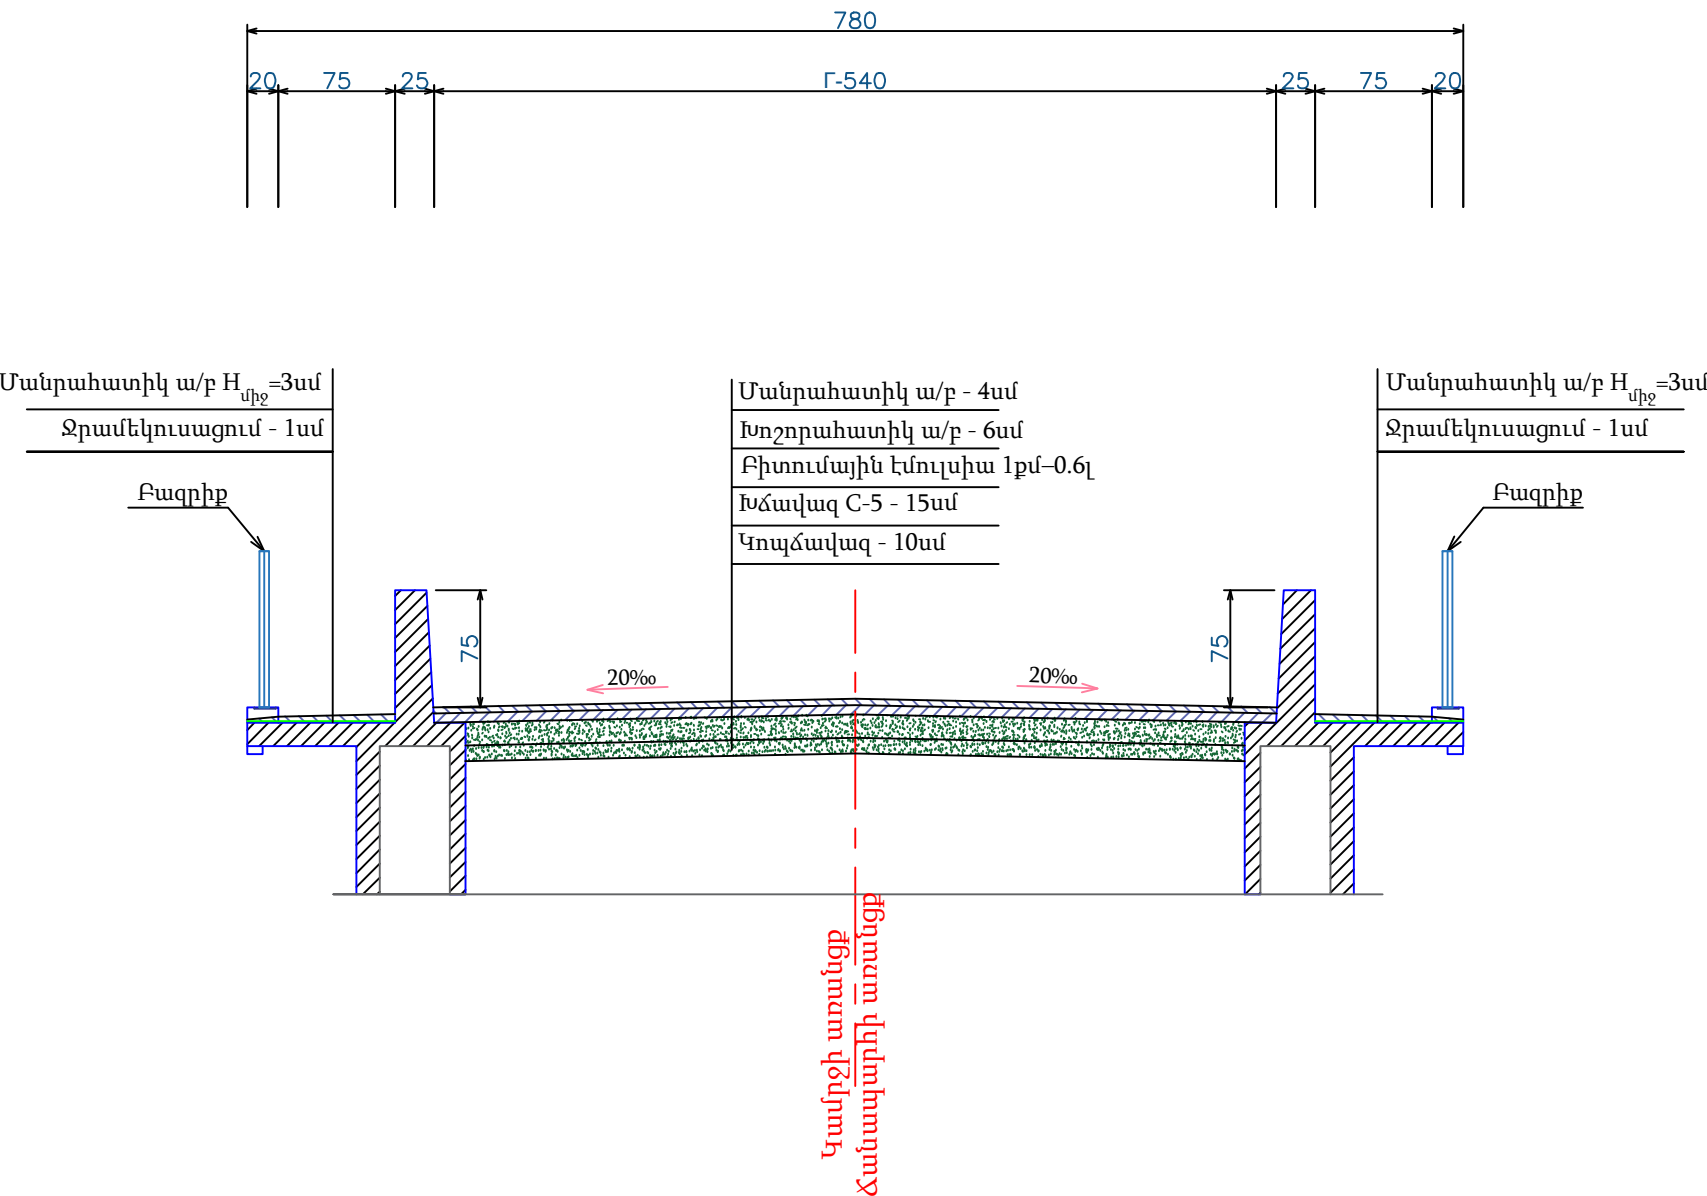 780
20 75 25 Г-540 25 75 20
Մանրահատիկ ա/բ Hմիջ=3սմ
Ջրամեկուսացում - 1սմ
Բազրիք
Մանրահատիկ ա/բ - 4սմ
Խոշորահատիկ ա/բ - 6սմ
Բիտումային էմուլսիա 1քմ–0.6լ
Խճավազ C-5 - 15սմ
Կոպճավազ - 10սմ
Մանրահատիկ ա/բ Hմիջ=3սմ
Ջրամեկուսացում - 1սմ
Բազրիք
75
20‰
20‰
75
Կամրջի առանցք
Ճանապարհի առանցք